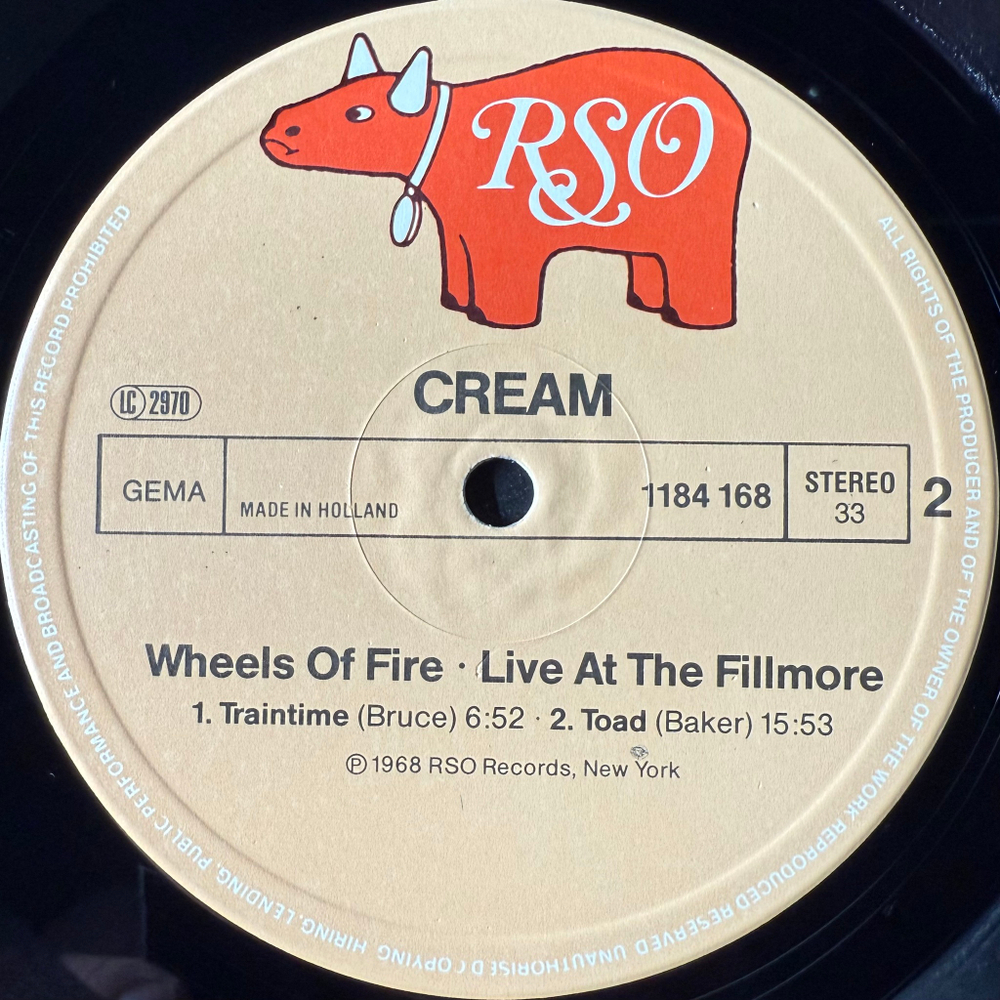 RSO
CREAM
LC 2970
GEMA
MADE IN HOLLAND
1184 168
STEREO
33
2
Wheels Of Fire · Live At The Fillmore
1. Traintime (Bruce) 6:52 · 2. Toad (Baker) 15:53
℗ 1968 RSO Records, New York
ALL RIGHTS OF THE PRODUCER AND OF THE OWNER OF THE WORK REPRODUCED RESERVED UNAUTHORISED COPYING HIRING, LENDING, PUBLIC PERFORMANCE AND BROADCASTING OF THIS RECORD PROHIBITED